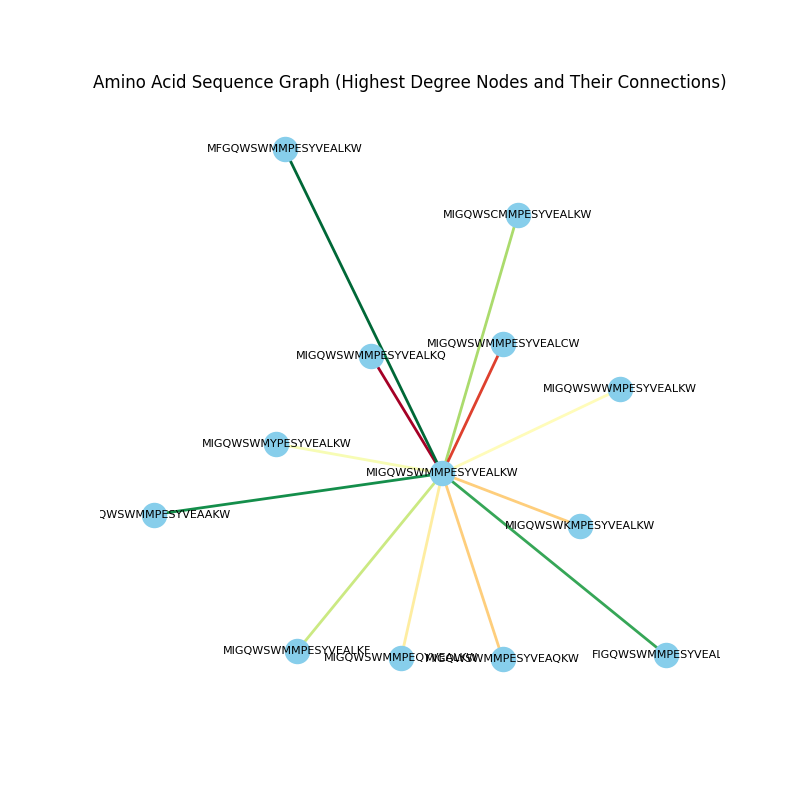 Amino Acid Sequence Graph (Highest Degree Nodes and Their Connections)
MFGQWSWMMPESYVEALKW
MIGQWSCMMPESYVEALKW
MIGQWSWMMPESYVEALCW
MIGQWSWMMPESYVEALKQ
MIGQWSWWMPESYVEALKW
MIGQWSWMYPESYVEALKW
MIGQWSWMMPESYVEALKW
QWSWMMPESYVEAAKW
MIGQWSWKMPESYVEALKW
MIGQWSWMMPESYVEALKF
MIGQWSWMMPEQYVEALKW
MIGQWSWMMPESYVEAQKW
FIGQWSWMMPESYVEAL